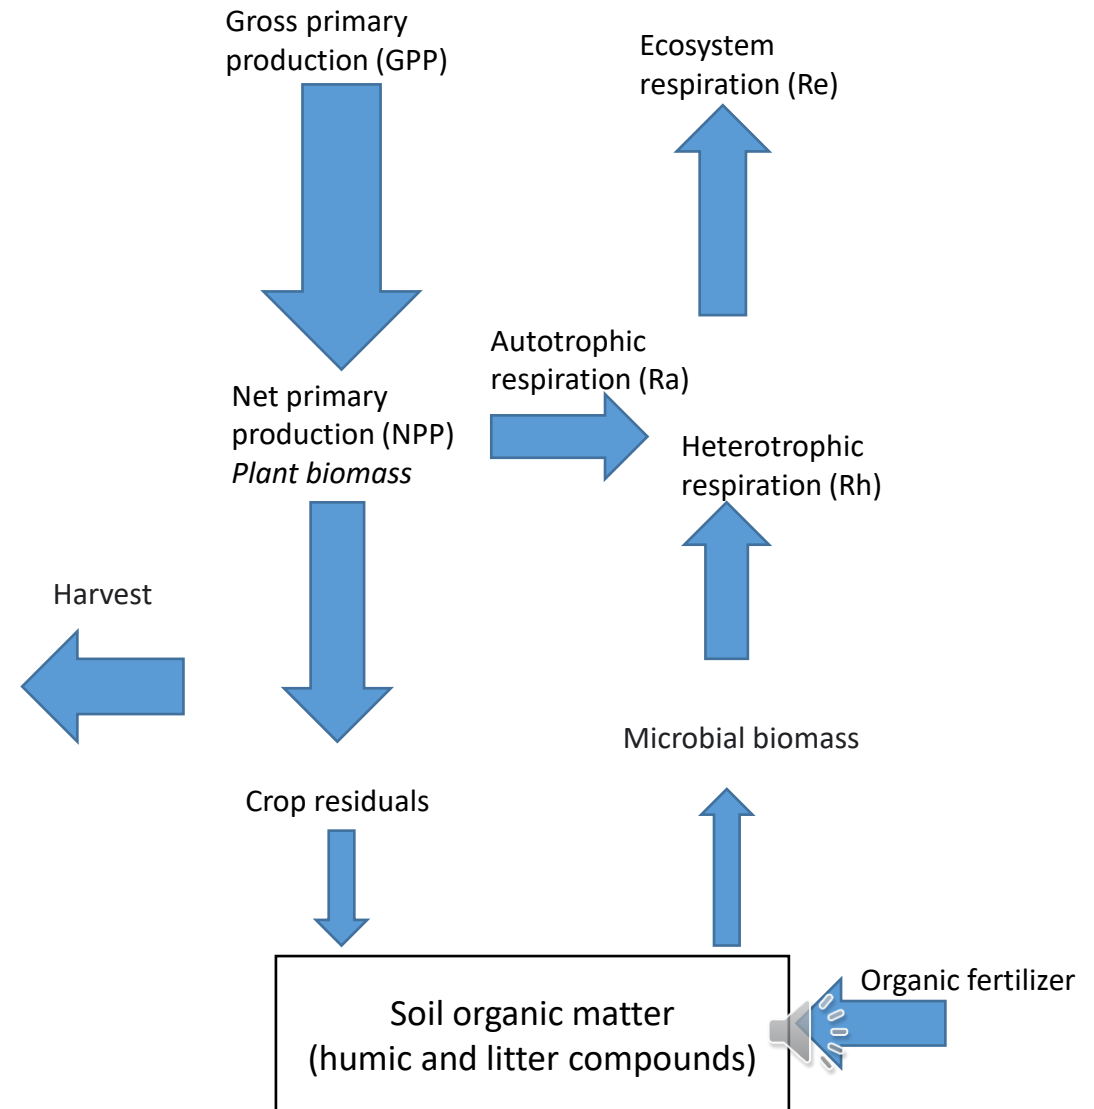 Gross primary
production (GPP)
Ecosystem
respiration (Re)
Autotrophic
respiration (Ra)
Net primary
production (NPP)
Plant biomass
Heterotrophic
respiration (Rh)
Harvest
Microbial biomass
Crop residuals
Organic fertilizer
Soil organic matter
(humic and litter compounds)